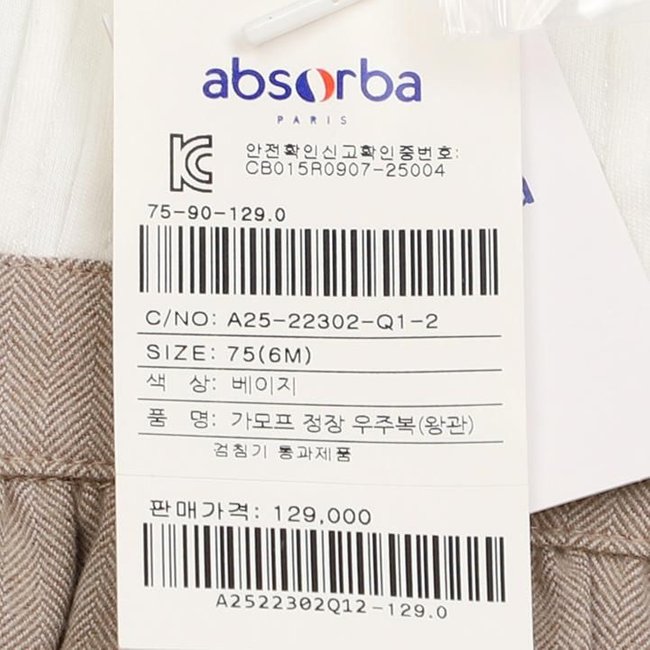 absorba
PARIS
안전확인신고확인증번호:
CB015R0907-25004
75-90-129.0
C/NO: A25-22302-Q1-2
SIZE: 75(6M)
색 상: 베이지
품 명: 가모프 정장 우주복(왕관)
검침기 통과제품
판매가격: 129,000
A2522302Q12-129.0